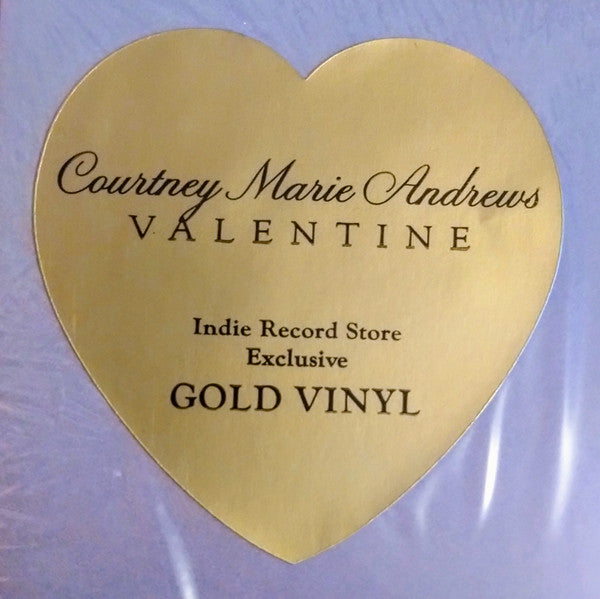 Courtney Marie Andrews
VALENTINE
Indie Record Store
Exclusive
GOLD VINYL